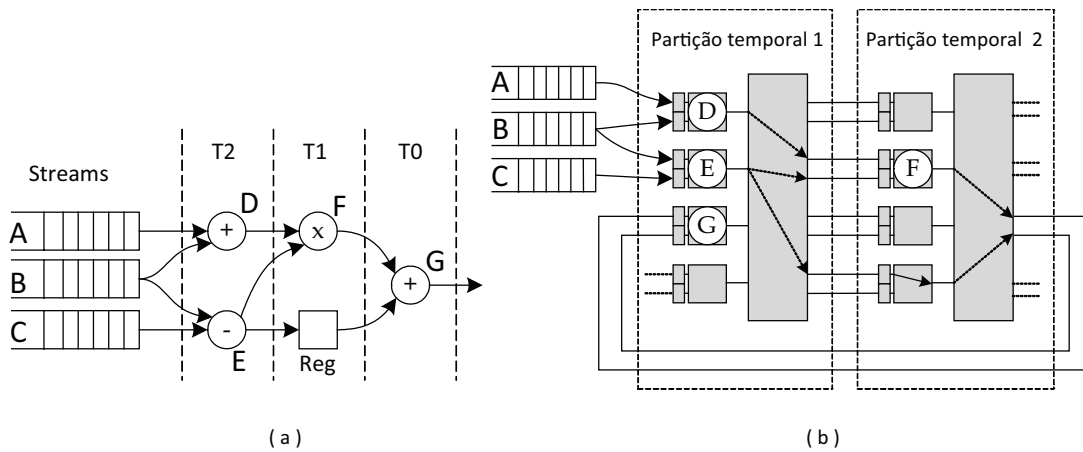 Streams
T2
T1
T0
A
B
C
+
D
-
E
x
F
Reg
+
G
( a )
Partição temporal 1
Partição temporal 2
A
B
C
D
E
G
F
( b )